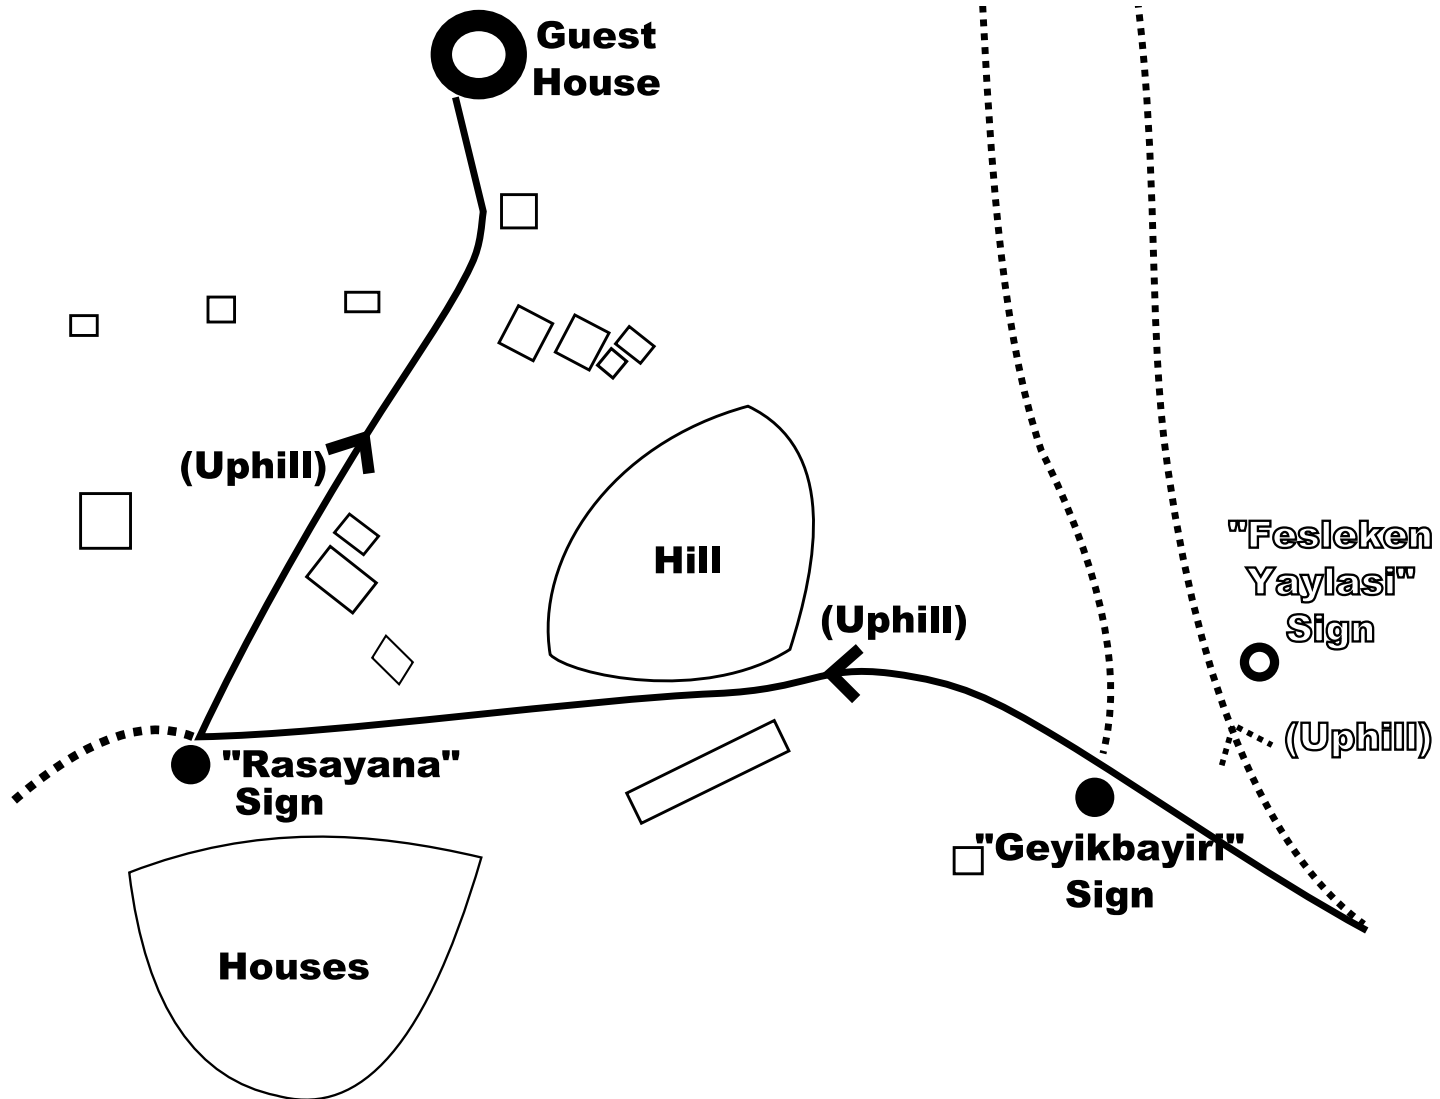 Guest
House
(Uphill)
Hill
"Fesleken
Yaylasi"
Sign
(Uphill)
(Uphill)
"Rasayana"
Sign
"Geyikbayiri"
Sign
Houses